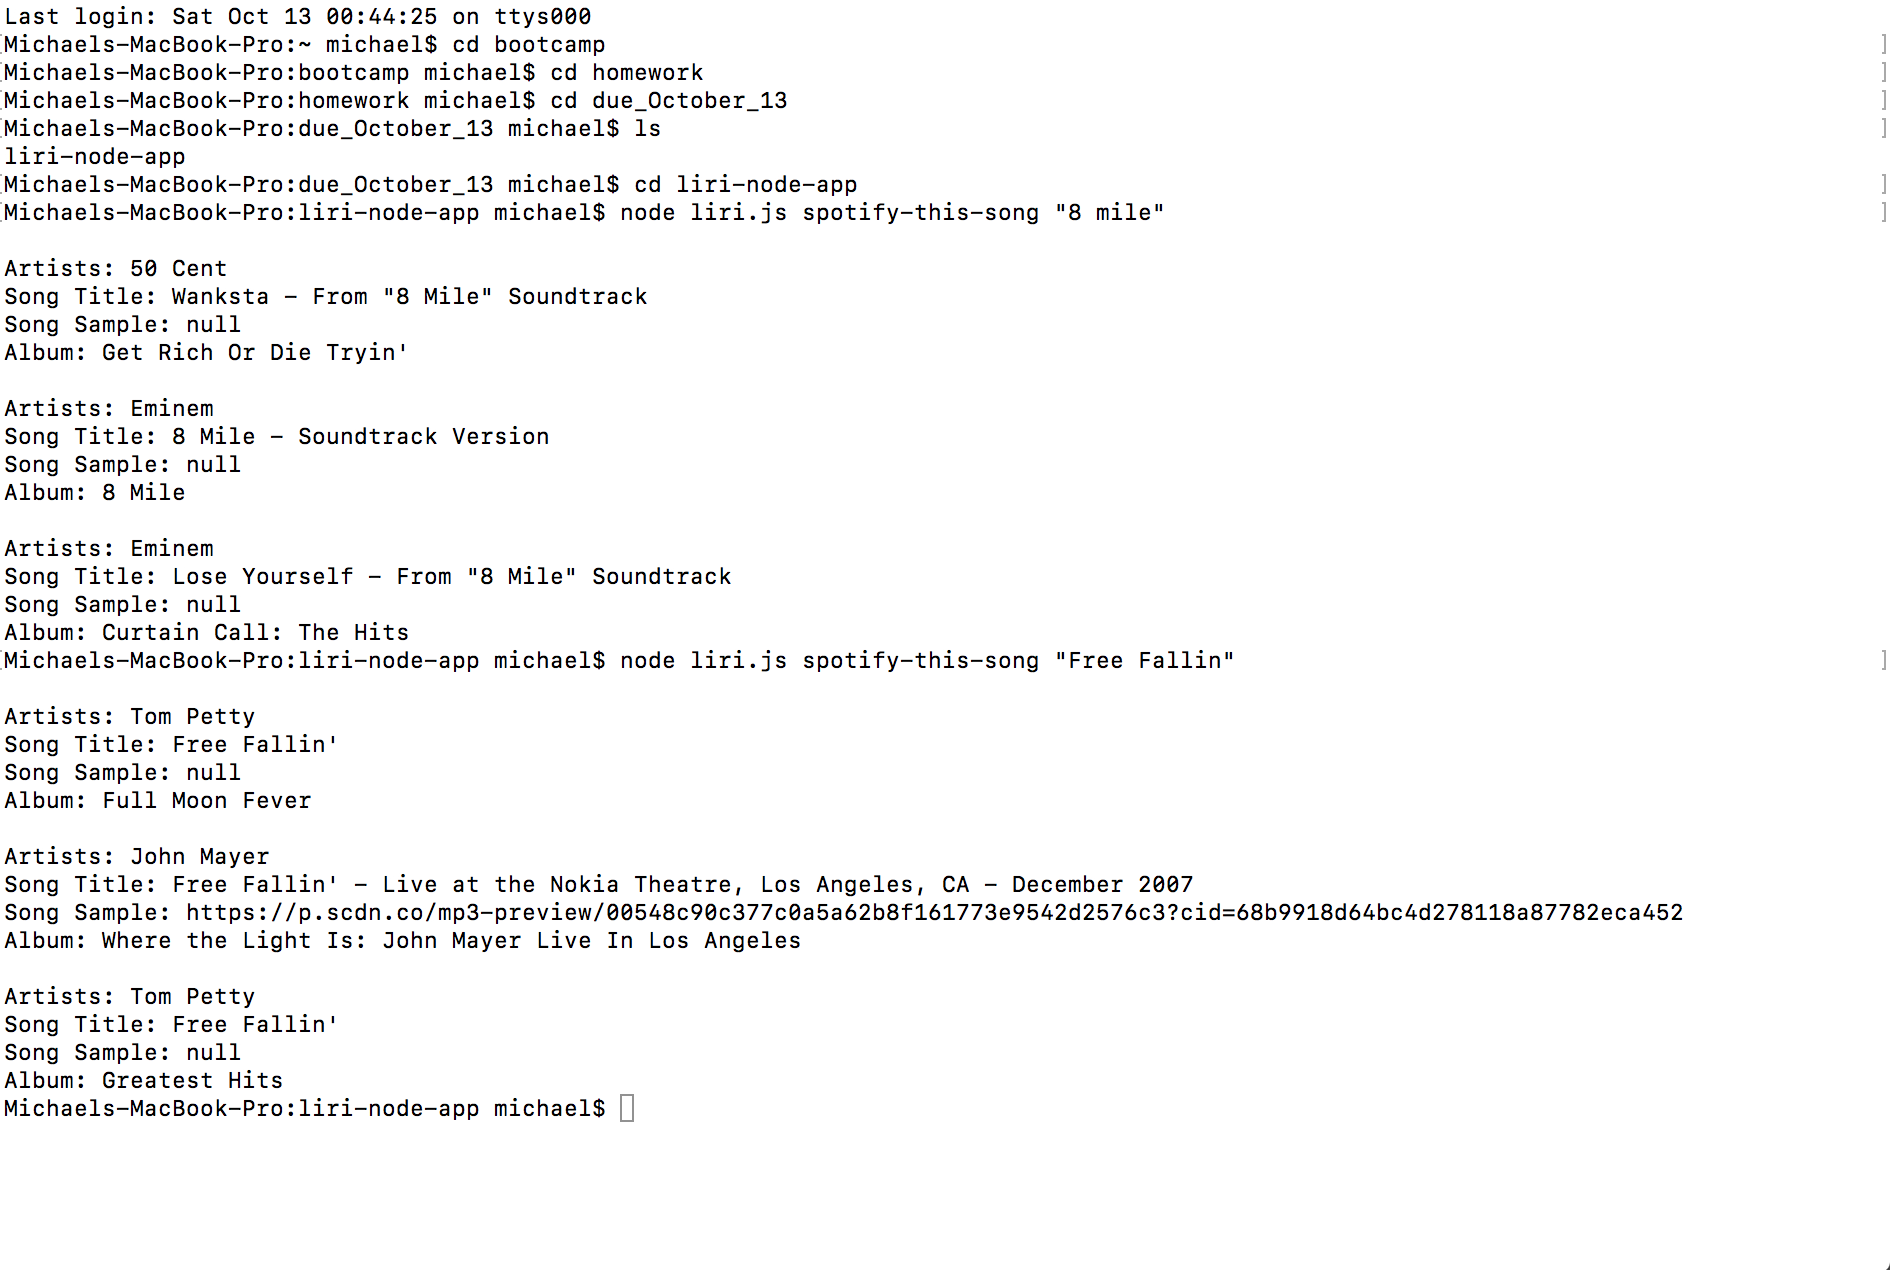 Last login: Sat Oct 13 00:44:25 on ttys000
[Michaels-MacBook-Pro:~ michael$ cd bootcamp ]
[Michaels-MacBook-Pro:bootcamp michael$ cd homework ]
[Michaels-MacBook-Pro:homework michael$ cd due_October_13 ]
[Michaels-MacBook-Pro:due_October_13 michael$ ls ]
liri-node-app
[Michaels-MacBook-Pro:due_October_13 michael$ cd liri-node-app ]
[Michaels-MacBook-Pro:liri-node-app michael$ node liri.js spotify-this-song "8 mile" ]
Artists: 50 Cent
Song Title: Wanksta - From "8 Mile" Soundtrack
Song Sample: null
Album: Get Rich Or Die Tryin'
Artists: Eminem
Song Title: 8 Mile - Soundtrack Version
Song Sample: null
Album: 8 Mile
Artists: Eminem
Song Title: Lose Yourself - From "8 Mile" Soundtrack
Song Sample: null
Album: Curtain Call: The Hits
[Michaels-MacBook-Pro:liri-node-app michael$ node liri.js spotify-this-song "Free Fallin" ]
Artists: Tom Petty
Song Title: Free Fallin'
Song Sample: null
Album: Full Moon Fever
Artists: John Mayer
Song Title: Free Fallin' - Live at the Nokia Theatre, Los Angeles, CA - December 2007
Song Sample: https://p.scdn.co/mp3-preview/00548c90c377c0a5a62b8f161773e9542d2576c3?cid=68b9918d64bc4d278118a87782eca452
Album: Where the Light Is: John Mayer Live In Los Angeles
Artists: Tom Petty
Song Title: Free Fallin'
Song Sample: null
Album: Greatest Hits
Michaels-MacBook-Pro:liri-node-app michael$